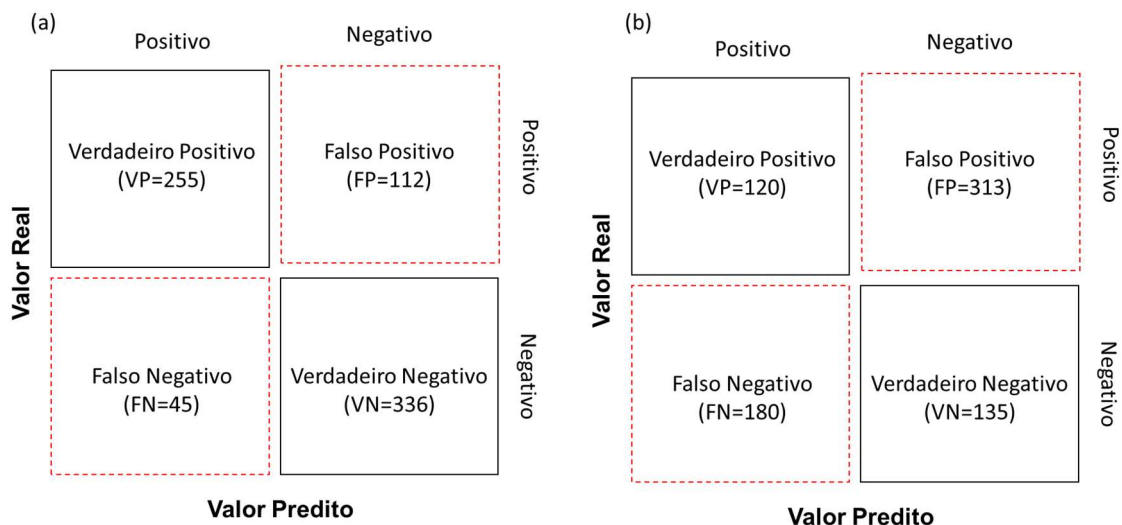 (a)
Positivo
Negativo
Verdadeiro Positivo
(VP=255)
Falso Positivo
(FP=112)
Positivo
Valor Real
Falso Negativo
(FN=45)
Verdadeiro Negativo
(VN=336)
Negativo
Valor Predito
(b)
Positivo
Negativo
Verdadeiro Positivo
(VP=120)
Falso Positivo
(FP=313)
Positivo
Valor Real
Falso Negativo
(FN=180)
Verdadeiro Negativo
(VN=135)
Negativo
Valor Predito